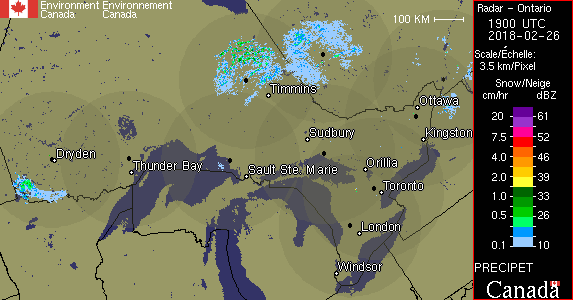 Environment Environnement
Canada Canada
100 KM
Timmins
Ottawa
Sudbury
Kingston
Dryden
Thunder Bay
Sault Ste. Marie
Orillia
Toronto
London
Windsor
Radar - Ontario
1900 UTC
2018-02-26
Scale/Échelle:
3.5 km/Pixel
Snow/Neige
cm/hr dBZ
20 61
7.5 52
4.0 46
2.0 39
1.0 33
0.5 26
0.1 10
PRECIPET
Canada